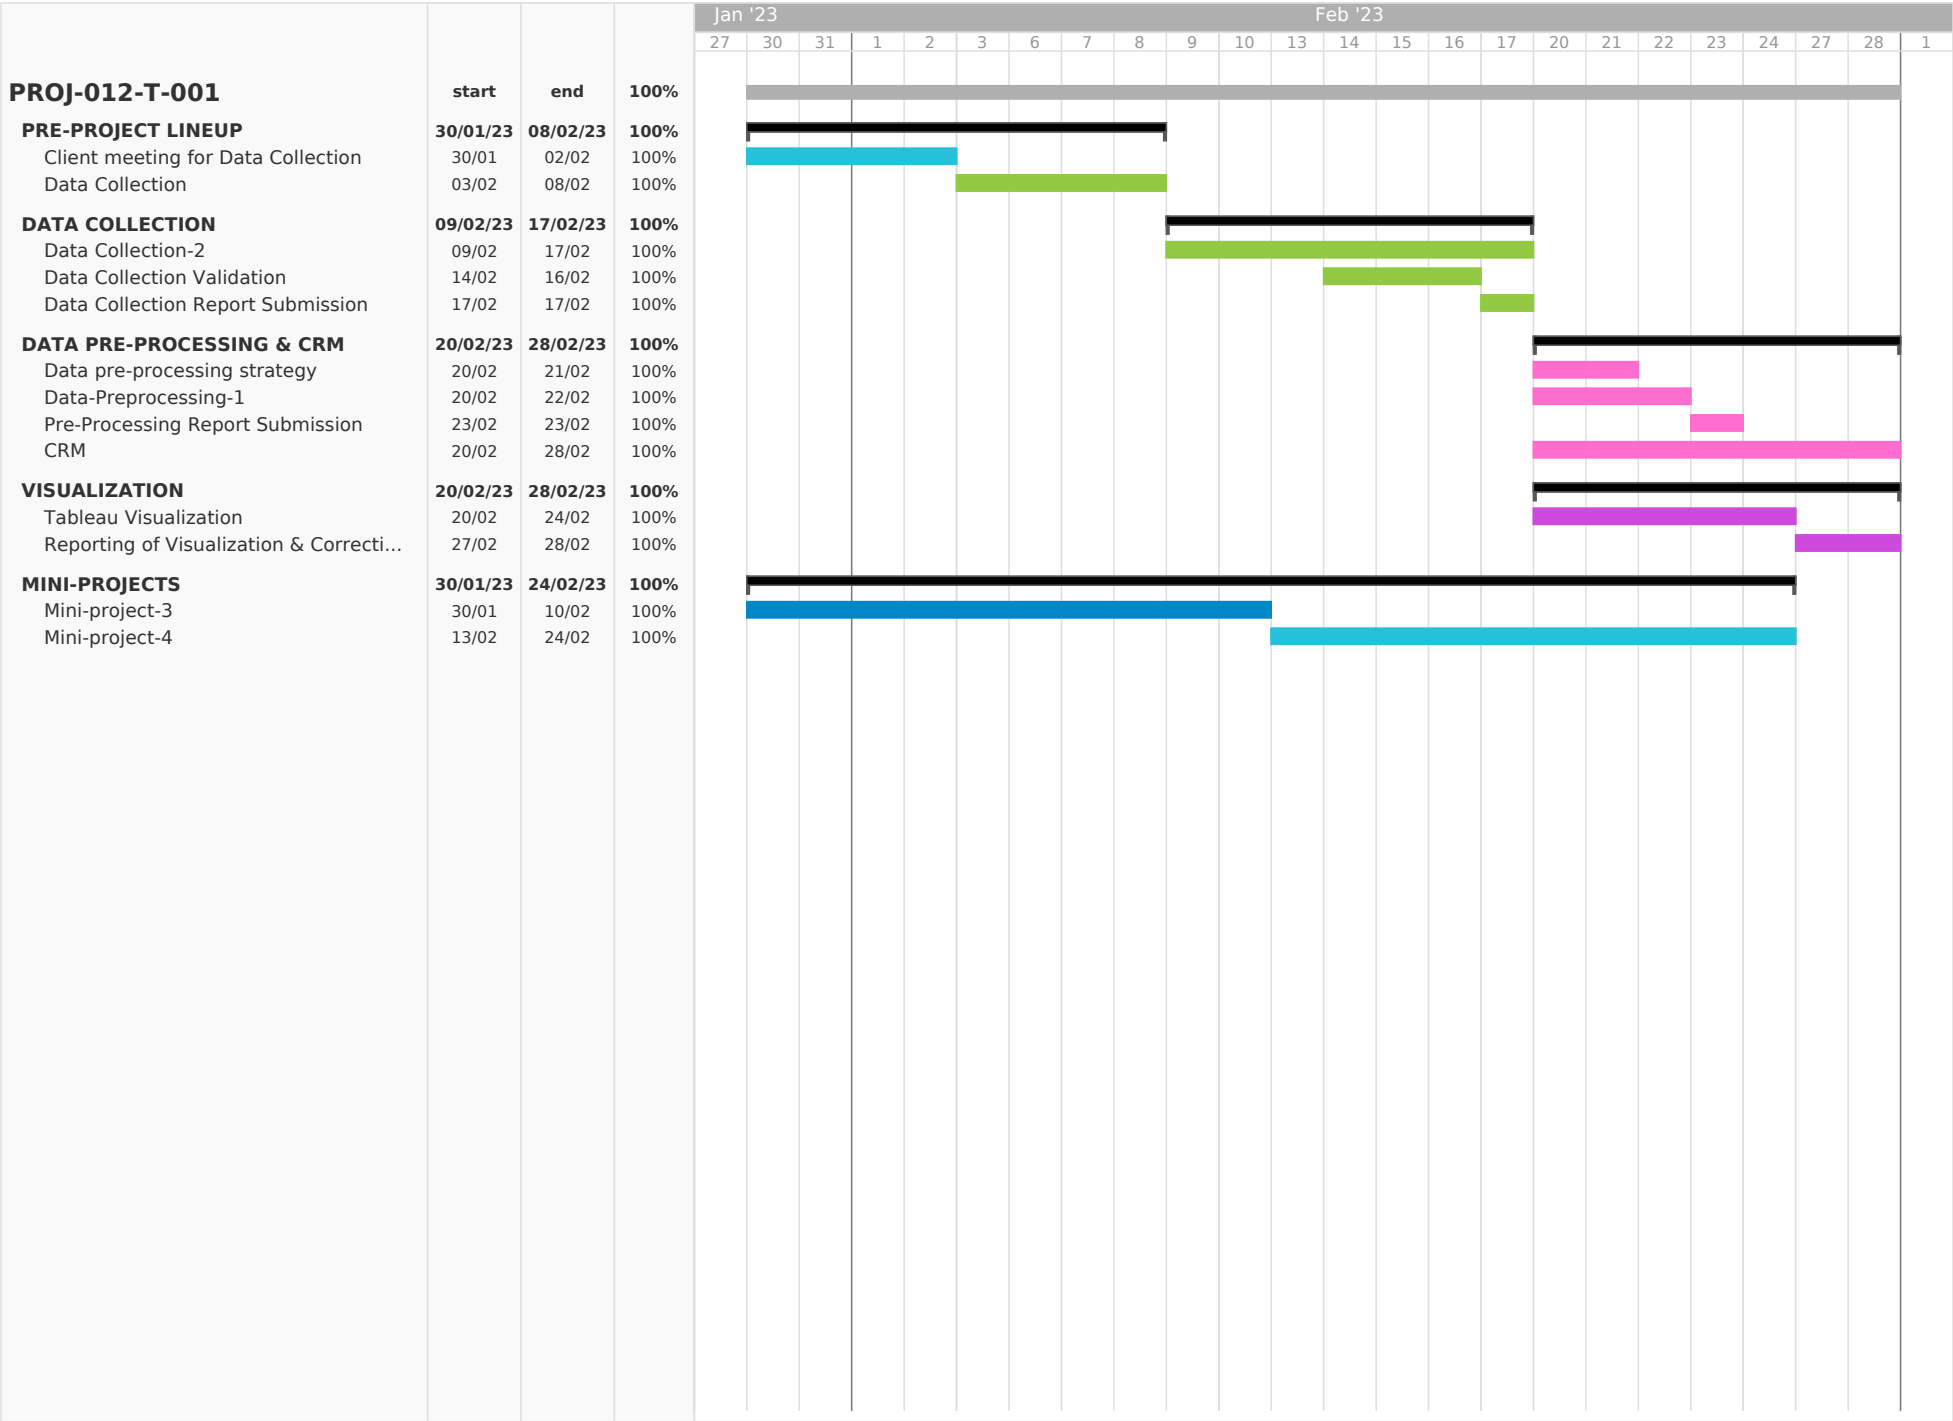 Jan '23 Feb '23
27 30 31 1 2 3 6 7 8 9 10 13 14 15 16 17 20 21 22 23 24 27 28 1
PROJ-012-T-001 start end 100%
PRE-PROJECT LINEUP 30/01/23 08/02/23 100%
Client meeting for Data Collection 30/01 02/02 100%
Data Collection 03/02 08/02 100%
DATA COLLECTION 09/02/23 17/02/23 100%
Data Collection-2 09/02 17/02 100%
Data Collection Validation 14/02 16/02 100%
Data Collection Report Submission 17/02 17/02 100%
DATA PRE-PROCESSING & CRM 20/02/23 28/02/23 100%
Data pre-processing strategy 20/02 21/02 100%
Data-Preprocessing-1 20/02 22/02 100%
Pre-Processing Report Submission 23/02 23/02 100%
CRM 20/02 28/02 100%
VISUALIZATION 20/02/23 28/02/23 100%
Tableau Visualization 20/02 24/02 100%
Reporting of Visualization & Correcti... 27/02 28/02 100%
MINI-PROJECTS 30/01/23 24/02/23 100%
Mini-project-3 30/01 10/02 100%
Mini-project-4 13/02 24/02 100%